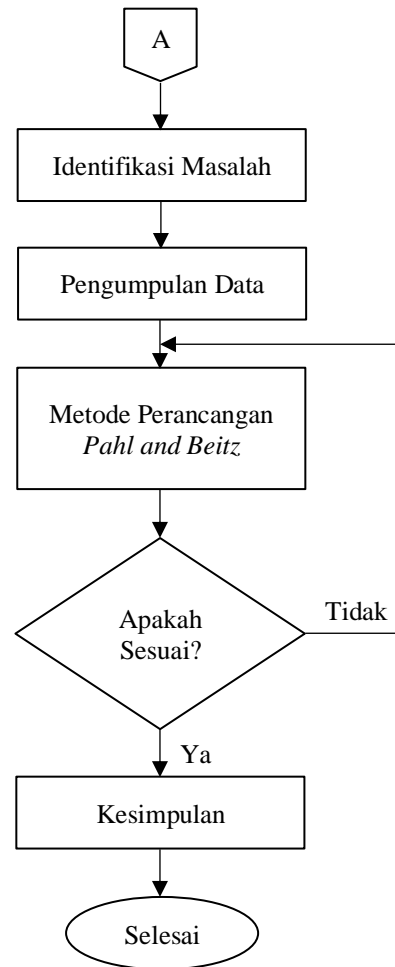 A
Identifikasi Masalah
Pengumpulan Data
Metode Perancangan
Pahl and Beitz
Apakah
Sesuai?
Tidak
Ya
Kesimpulan
Selesai